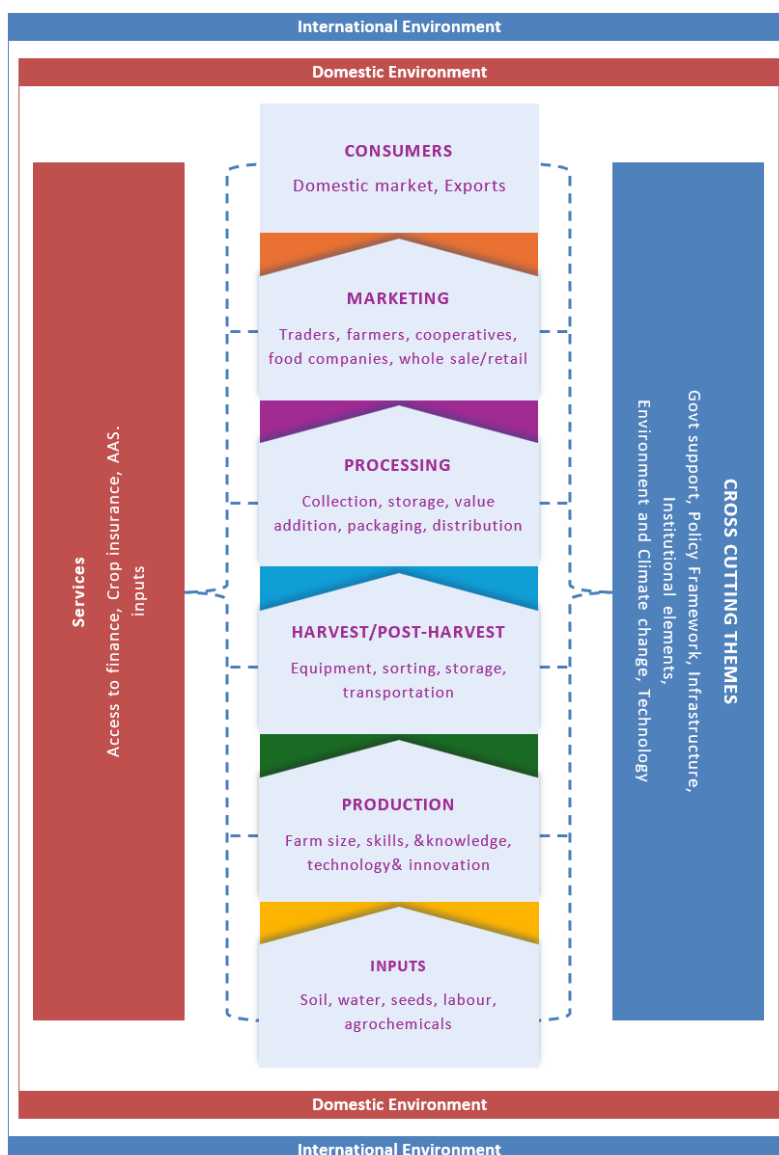 International Environment
Domestic Environment
Services
Access to finance, Crop insurance, AAS.
inputs
CONSUMERS
Domestic market, Exports
MARKETING
Traders, farmers, cooperatives,
food companies, whole sale/retail
PROCESSING
Collection, storage, value
addition, packaging, distribution
HARVEST/POST-HARVEST
Equipment, sorting, storage,
transportation
PRODUCTION
Farm size, skills, &knowledge,
technology& innovation
INPUTS
Soil, water, seeds, labour,
agrochemicals
CROSS CUTTING THEMES
Govt support, Policy Framework, Infrastructure,
Institutional elements,
Environment and Climate change, Technology
Domestic Environment
International Environment